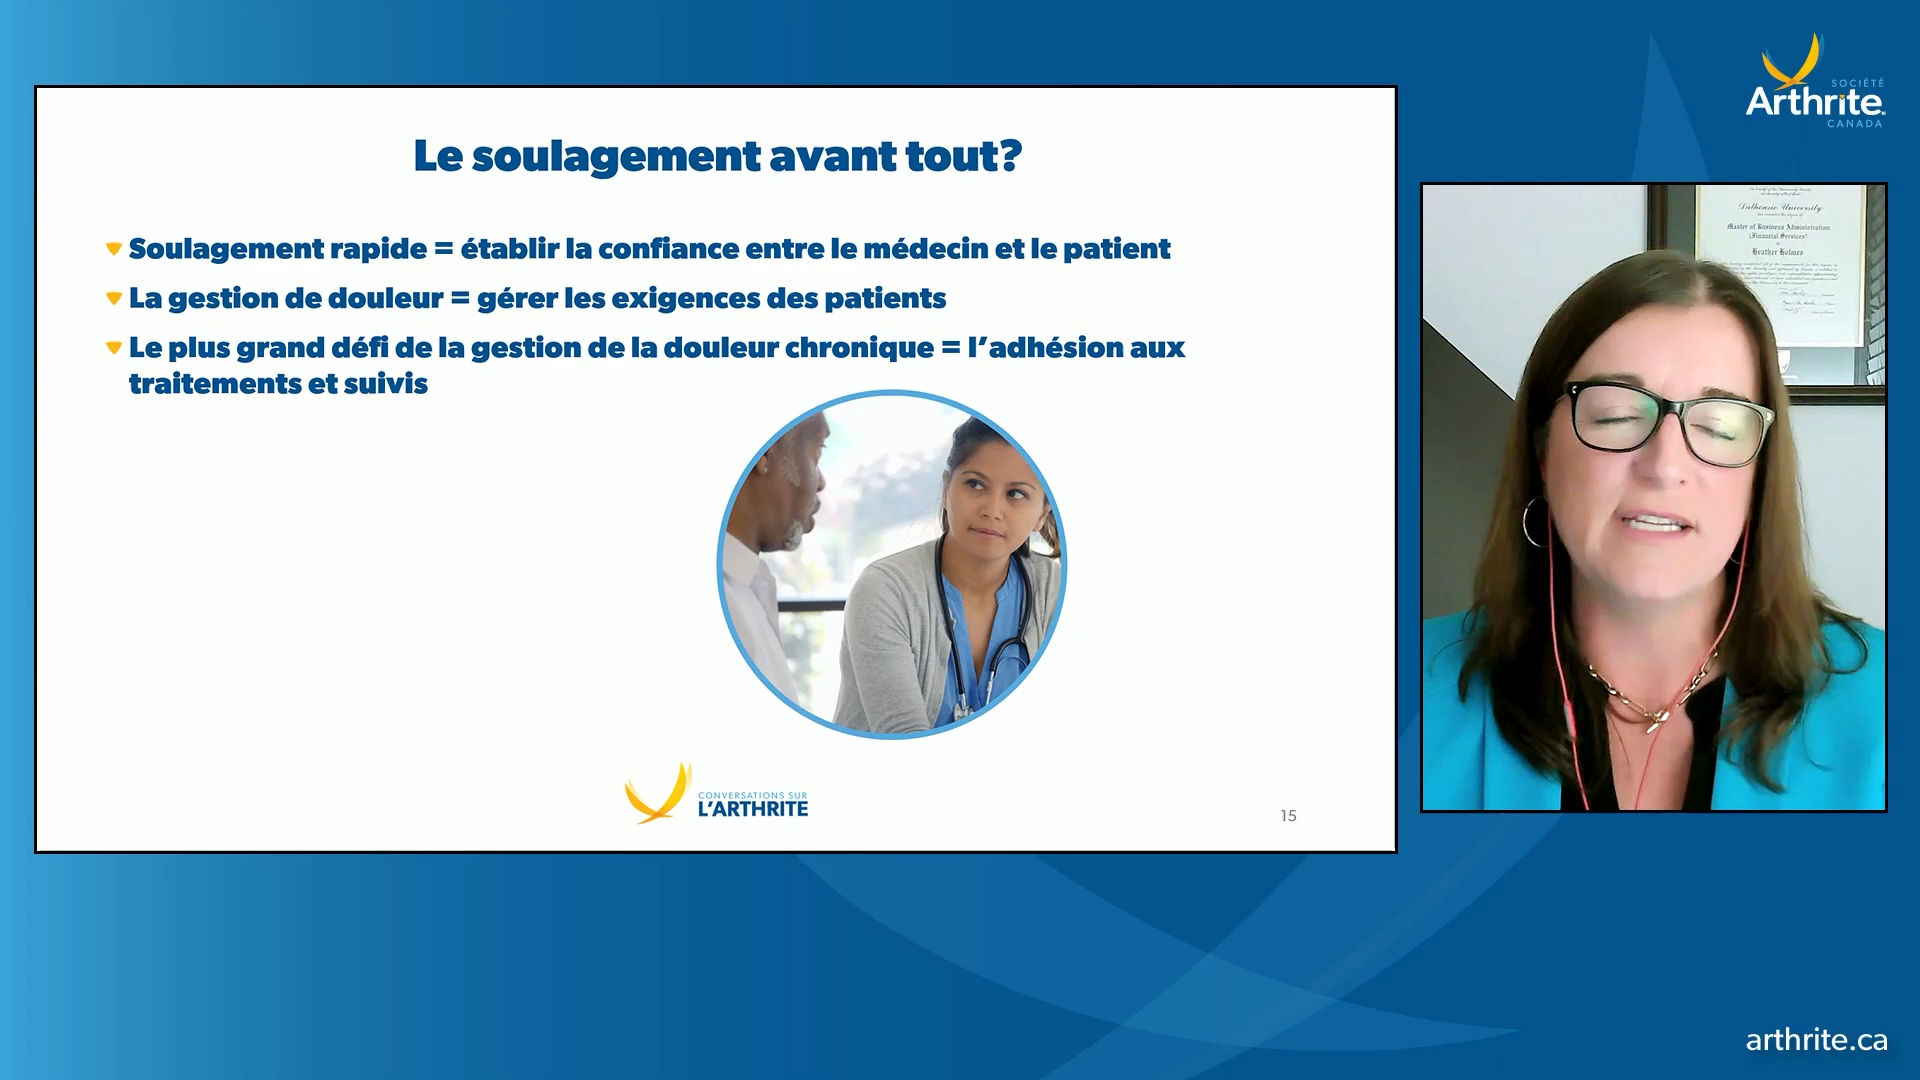 SOCIÉTÉ
Arthrite
CANADA
Le soulagement avant tout?
Soulagement rapide = établir la confiance entre le médecin et le patient
La gestion de douleur = gérer les exigences des patients
Le plus grand défi de la gestion de la douleur chronique = l’adhésion aux
traitements et suivis
CONVERSATIONS SUR
L’ARTHRITE
15
Dalhousie University
Master of Business Administration
(Financial Services)
Heather Holmes
arthrite.ca